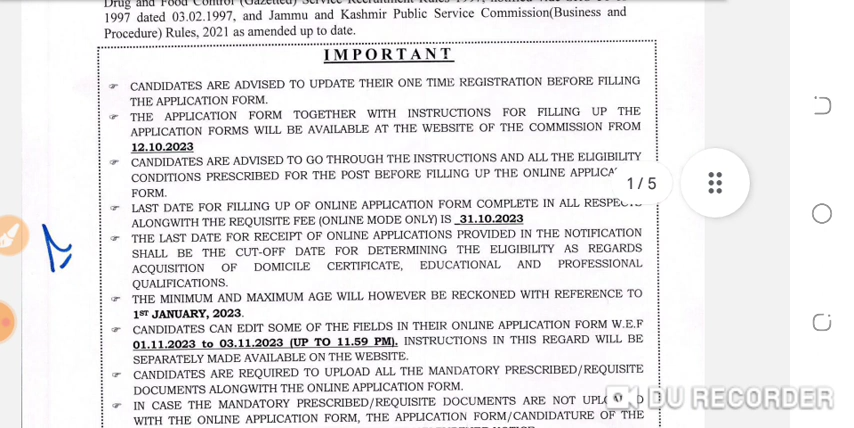 Drug and Food Control (Gazetted) Service Recruitment Rules
1997 dated 03.02.1997, and Jammu and Kashmir Public Service Commission(Business and
Procedure) Rules, 2021 as amended up to date.
IMPORTANT
☞ CANDIDATES ARE ADVISED TO UPDATE THEIR ONE TIME REGISTRATION BEFORE FILLING
THE APPLICATION FORM.
☞ THE APPLICATION FORM TOGETHER WITH INSTRUCTIONS FOR FILLING UP THE
APPLICATION FORMS WILL BE AVAILABLE AT THE WEBSITE OF THE COMMISSION FROM
12.10.2023
☞ CANDIDATES ARE ADVISED TO GO THROUGH THE INSTRUCTIONS AND ALL THE ELIGIBILITY
CONDITIONS PRESCRIBED FOR THE POST BEFORE FILLING UP THE ONLINE APPLICA
FORM.
1 / 5
☞ LAST DATE FOR FILLING UP OF ONLINE APPLICATION FORM COMPLETE IN ALL RESPECTS
ALONGWITH THE REQUISITE FEE (ONLINE MODE ONLY) IS 31.10.2023
☞ THE LAST DATE FOR RECEIPT OF ONLINE APPLICATIONS PROVIDED IN THE NOTIFICATION
SHALL BE THE CUT-OFF DATE FOR DETERMINING THE ELIGIBILITY AS REGARDS
ACQUISITION OF DOMICILE CERTIFICATE, EDUCATIONAL AND PROFESSIONAL
QUALIFICATIONS.
☞ THE MINIMUM AND MAXIMUM AGE WILL HOWEVER BE RECKONED WITH REFERENCE TO
1ST JANUARY, 2023.
☞ CANDIDATES CAN EDIT SOME OF THE FIELDS IN THEIR ONLINE APPLICATION FORM W.E.F
01.11.2023 to 03.11.2023 (UP TO 11.59 PM). INSTRUCTIONS IN THIS REGARD WILL BE
SEPARATELY MADE AVAILABLE ON THE WEBSITE.
☞ CANDIDATES ARE REQUIRED TO UPLOAD ALL THE MANDATORY PRESCRIBED/REQUISITE
DOCUMENTS ALONGWITH THE ONLINE APPLICATION FORM.
☞ IN CASE THE MANDATORY PRESCRIBED/REQUISITE DOCUMENTS ARE NOT UPLOADED
WITH THE ONLINE APPLICATION FORM, THE APPLICATION FORM/CANDIDATURE OF THE
DU RECORDER